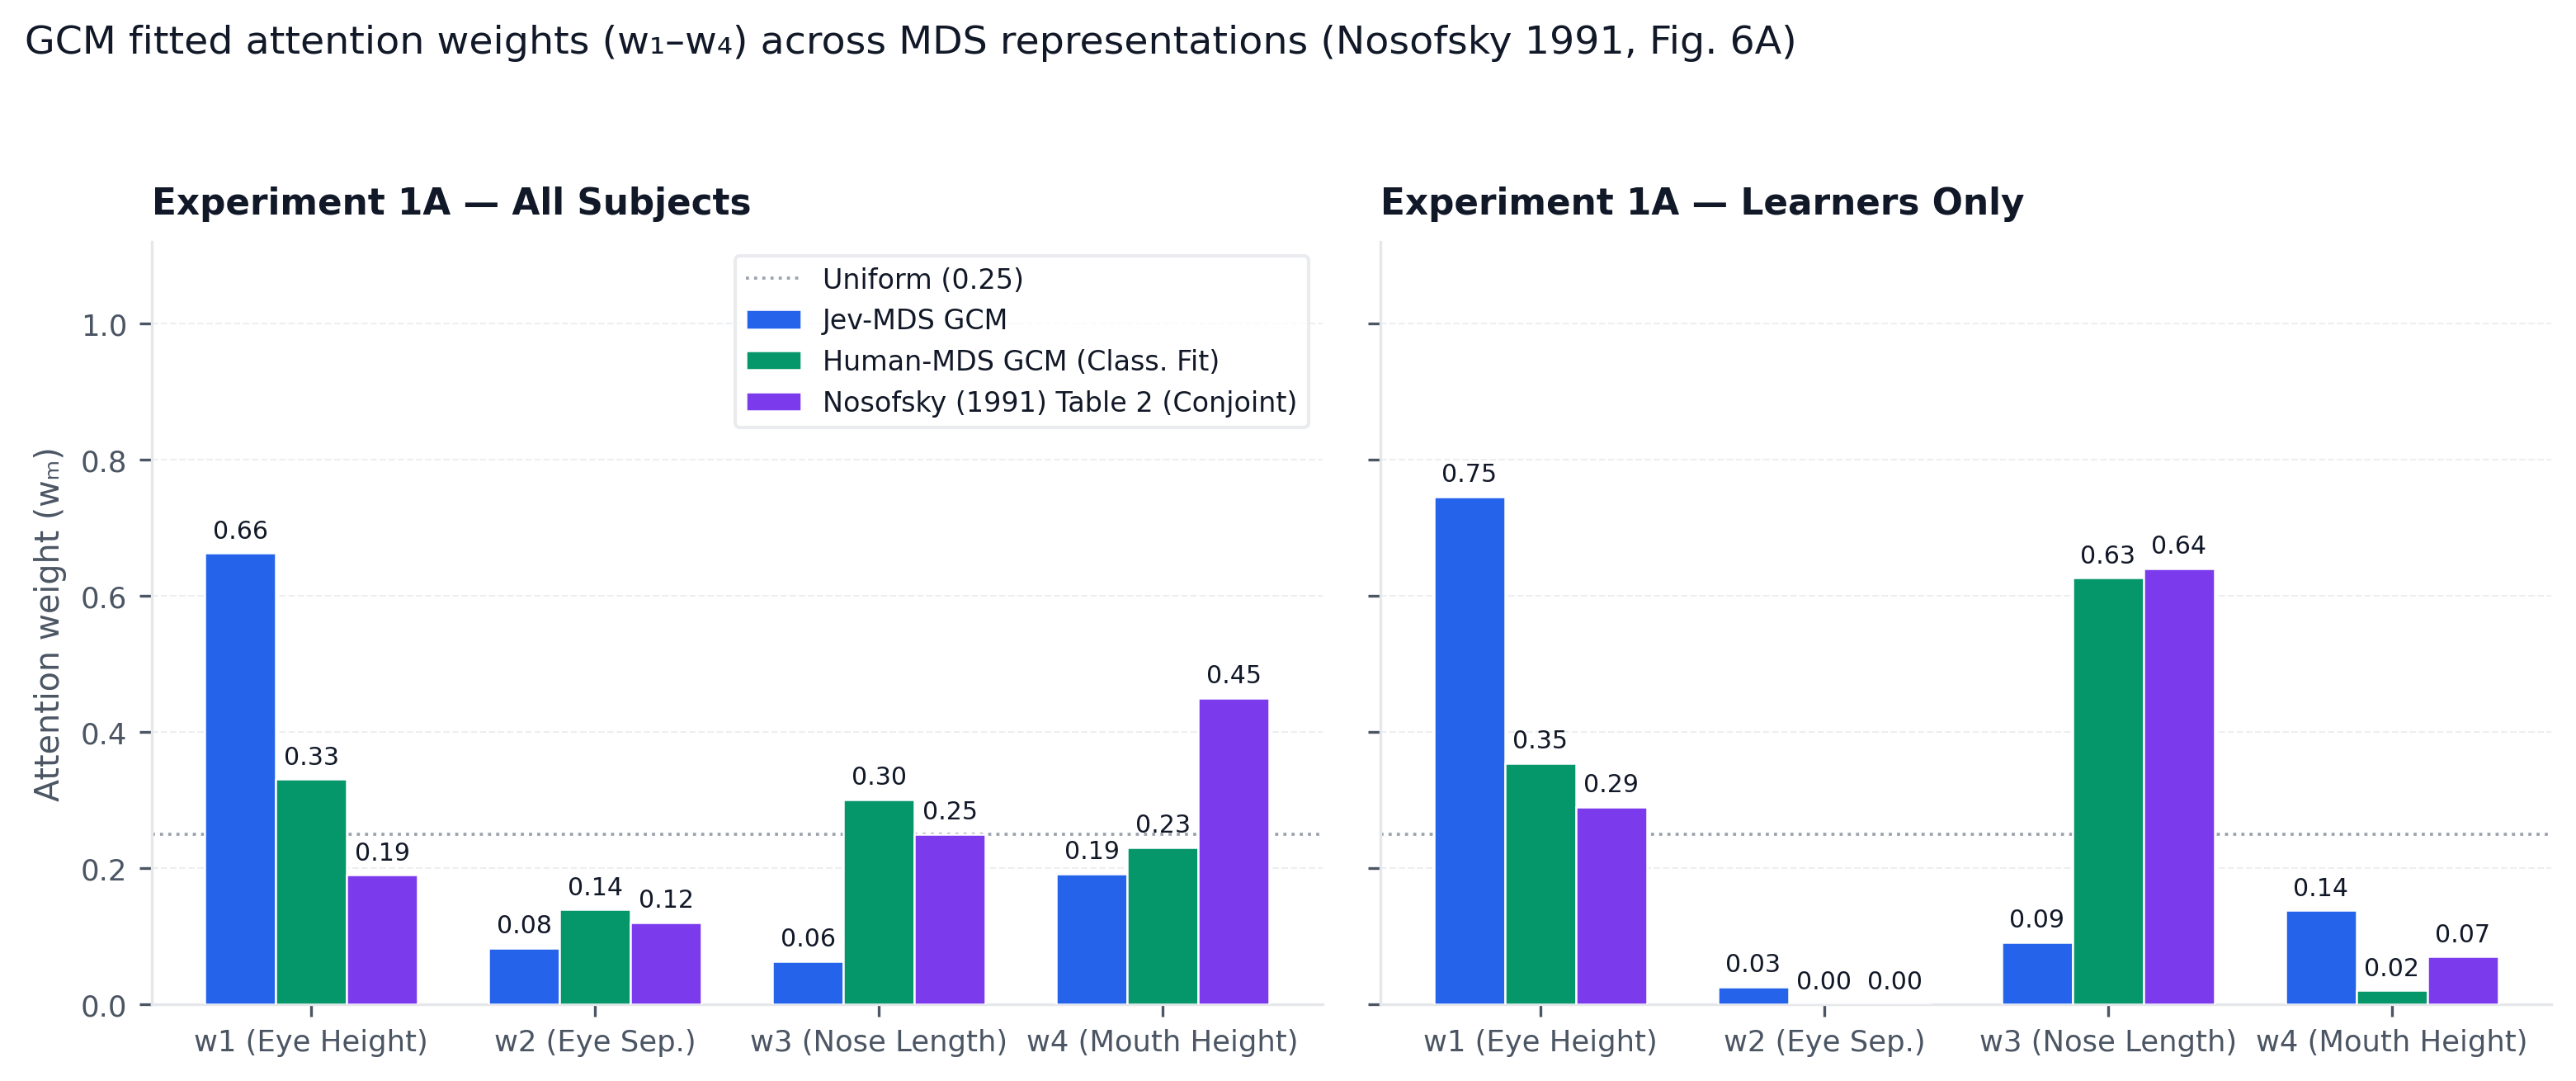 GCM fitted attention weights (w₁–w₄) across MDS representations (Nosofsky 1991, Fig. 6A)
Experiment 1A — All Subjects
Uniform (0.25)
Jev-MDS GCM
Human-MDS GCM (Class. Fit)
Nosofsky (1991) Table 2 (Conjoint)
Attention weight (wₘ)
1.0
0.8
0.6
0.4
0.2
0.0
0.66
0.33
0.19
0.08
0.14
0.12
0.06
0.30
0.25
0.19
0.23
0.45
w1 (Eye Height)
w2 (Eye Sep.)
w3 (Nose Length)
w4 (Mouth Height)
Experiment 1A — Learners Only
0.75
0.35
0.29
0.03
0.00
0.00
0.09
0.63
0.64
0.14
0.02
0.07
w1 (Eye Height)
w2 (Eye Sep.)
w3 (Nose Length)
w4 (Mouth Height)